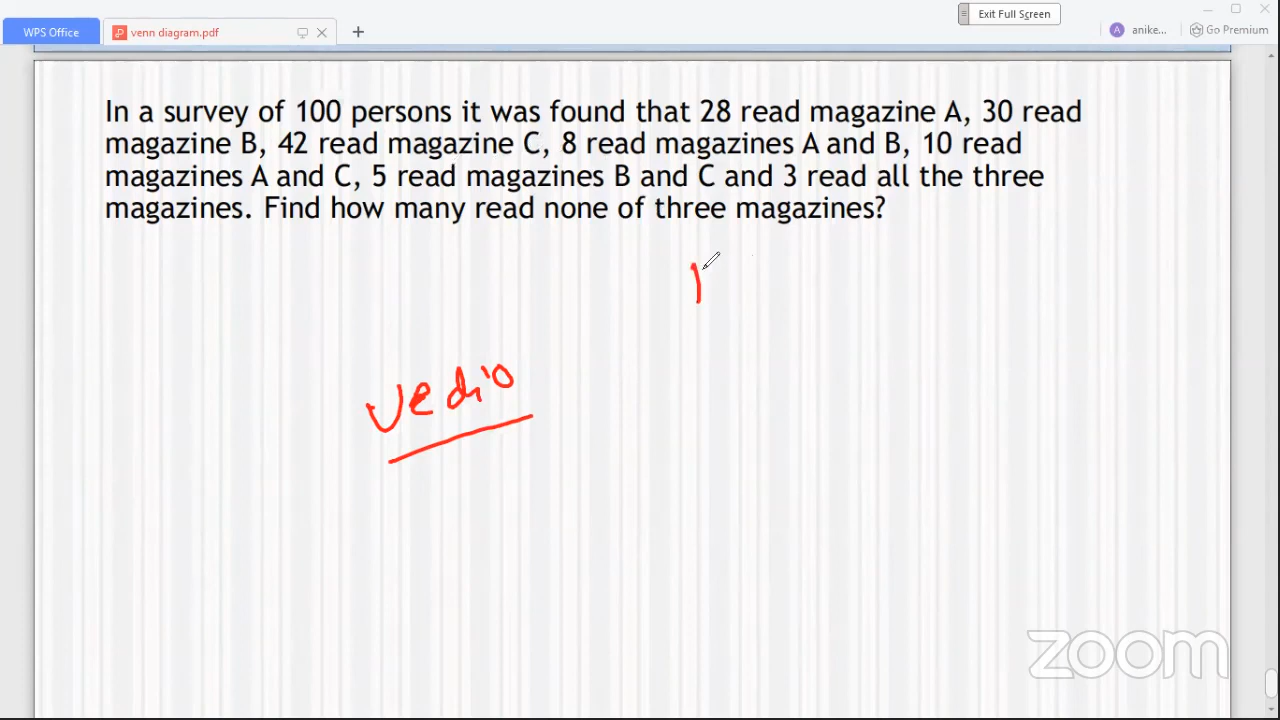 Exit Full Screen
WPS Office
venn diagram.pdf
A anike...
Go Premium
In a survey of 100 persons it was found that 28 read magazine A, 30 read
magazine B, 42 read magazine C, 8 read magazines A and B, 10 read
magazines A and C, 5 read magazines B and C and 3 read all the three
magazines. Find how many read none of three magazines?
vedio
zoom